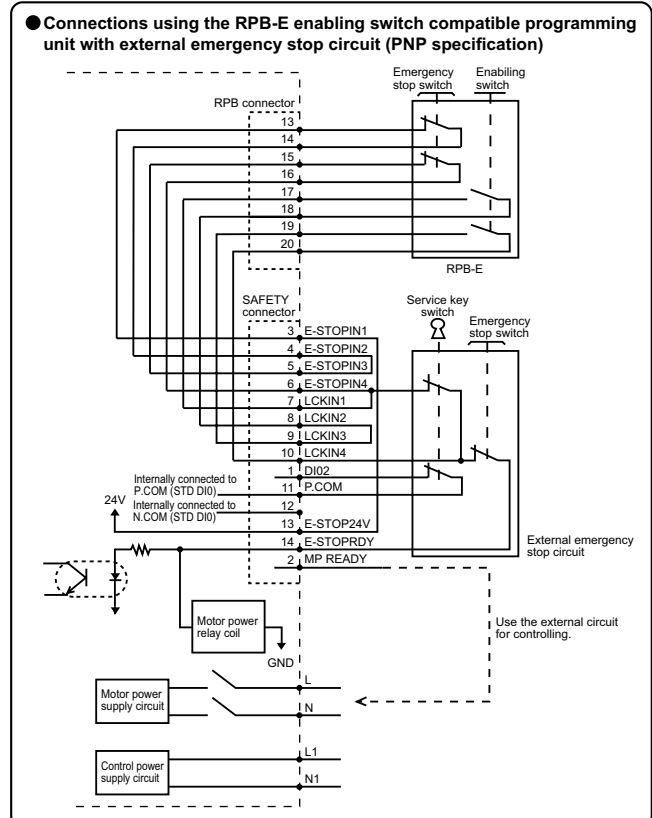 ● Connections using the RPB-E enabling switch compatible programming
unit with external emergency stop circuit (PNP specification)
Emergency
stop switch
Enabiling
switch
RPB connector
13
14
15
16
17
18
19
20
RPB-E
SAFETY
connector
Service key
switch
Emergency
stop switch
3 E-STOPIN1
4 E-STOPIN2
5 E-STOPIN3
6 E-STOPIN4
7 LCKIN1
8 LCKIN2
9 LCKIN3
10 LCKIN4
1 DI02
Internally connected to
P.COM (STD DI0)
11 P.COM
24V
Internally connected to
N.COM (STD DI0)
12
13 E-STOP24V
14 E-STOPRDY
2 MP READY
External emergency
stop circuit
Motor power
relay coil
GND
Use the external circuit
for controlling.
Motor power
supply circuit
L
N
Control power
supply circuit
L1
N1